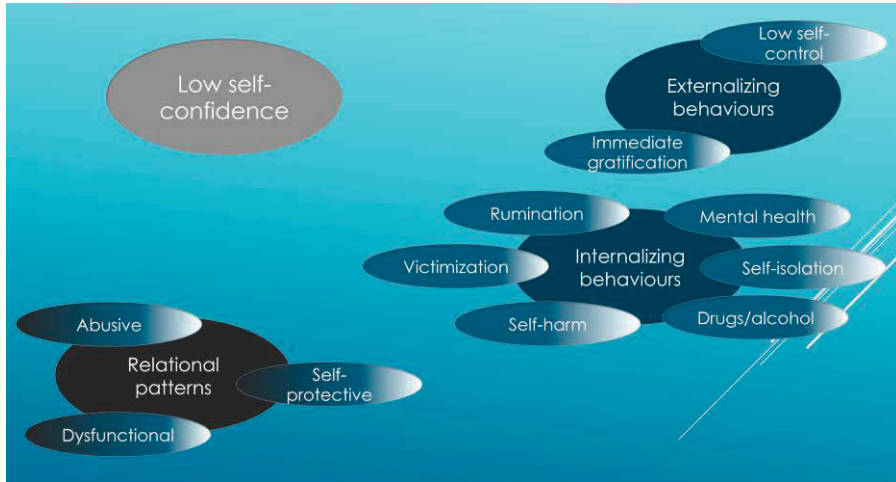 Low self-
confidence
Low self-
control
Externalizing
behaviours
Immediate
gratification
Rumination
Mental health
Victimization
Internalizing
behaviours
Self-isolation
Self-harm
Drugs/alcohol
Abusive
Relational
patterns
Self-
protective
Dysfunctional